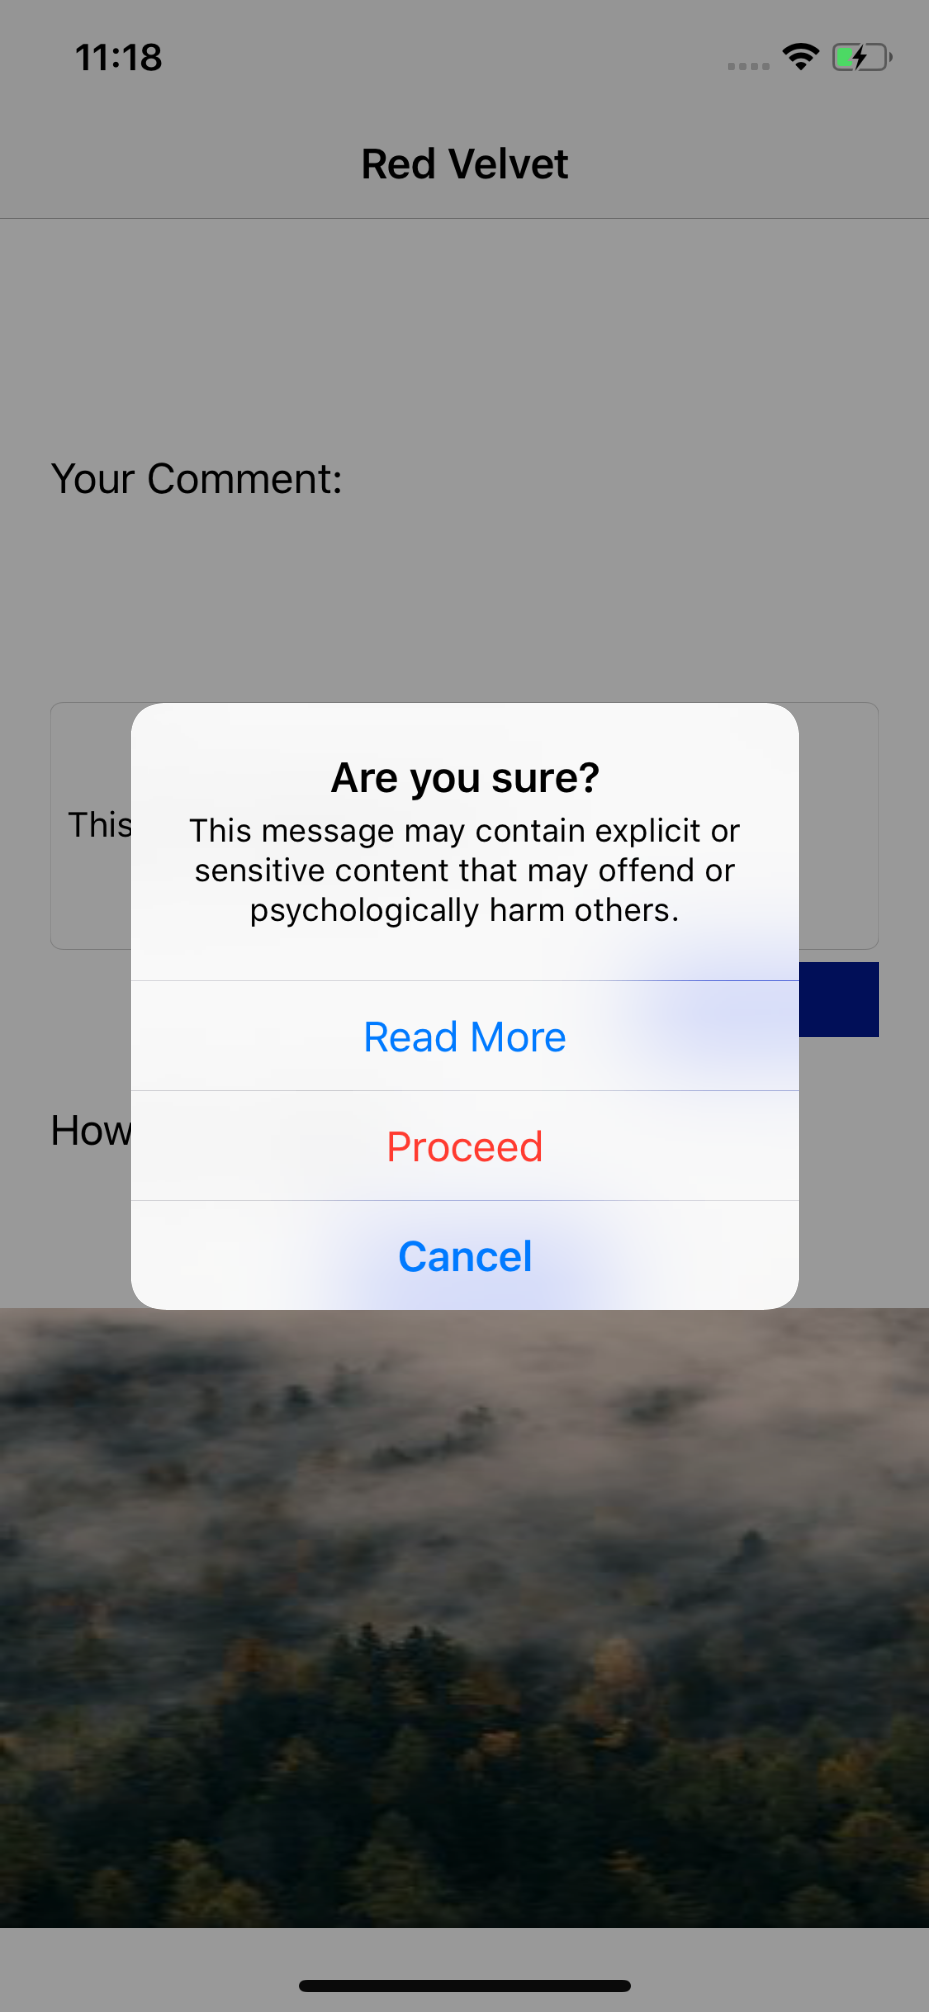 11:18
Red Velvet
Your Comment:
This
Are you sure?
This message may contain explicit or
sensitive content that may offend or
psychologically harm others.
Read More
How
Proceed
Cancel